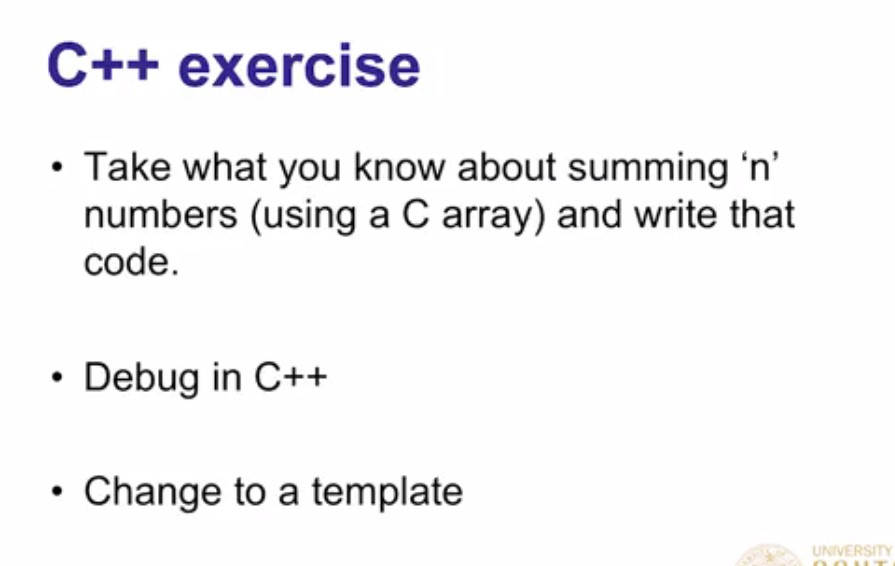 C++ exercise
• Take what you know about summing ‘n’
numbers (using a C array) and write that
code.
• Debug in C++
• Change to a template
UNIVERSITY